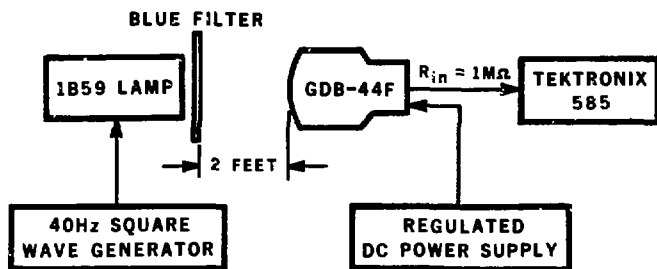 BLUE FILTER
1B59 LAMP
GDB-44F
R_in = 1MΩ
TEKTRONIX
585
2 FEET
40Hz SQUARE
WAVE GENERATOR
REGULATED
DC POWER SUPPLY